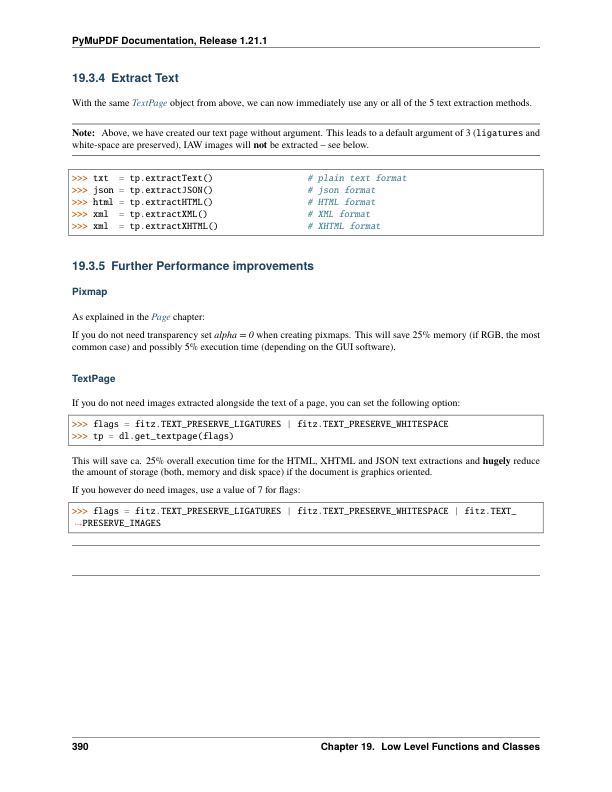 PyMuPDF Documentation, Release 1.21.1
19.3.4 Extract Text
With the same TextPage object from above, we can now immediately use any or all of the 5 text extraction methods.
Note: Above, we have created our text page without argument. This leads to a default argument of 3 (ligatures and
white-space are preserved), IAW images will not be extracted – see below.
>>> txt  = tp.extractText()                # plain text format
>>> json = tp.extractJSON()                # json format
>>> html = tp.extractHTML()                # HTML format
>>> xml  = tp.extractXML()                 # XML format
>>> xml  = tp.extractXHTML()               # XHTML format
19.3.5 Further Performance improvements
Pixmap
As explained in the Page chapter:
If you do not need transparency set alpha = 0 when creating pixmaps. This will save 25% memory (if RGB, the most
common case) and possibly 5% execution time (depending on the GUI software).
TextPage
If you do not need images extracted alongside the text of a page, you can set the following option:
>>> flags = fitz.TEXT_PRESERVE_LIGATURES | fitz.TEXT_PRESERVE_WHITESPACE
>>> tp = dl.get_textpage(flags)
This will save ca. 25% overall execution time for the HTML, XHTML and JSON text extractions and hugely reduce
the amount of storage (both, memory and disk space) if the document is graphics oriented.
If you however do need images, use a value of 7 for flags:
>>> flags = fitz.TEXT_PRESERVE_LIGATURES | fitz.TEXT_PRESERVE_WHITESPACE | fitz.TEXT_
→PRESERVE_IMAGES
390 Chapter 19. Low Level Functions and Classes